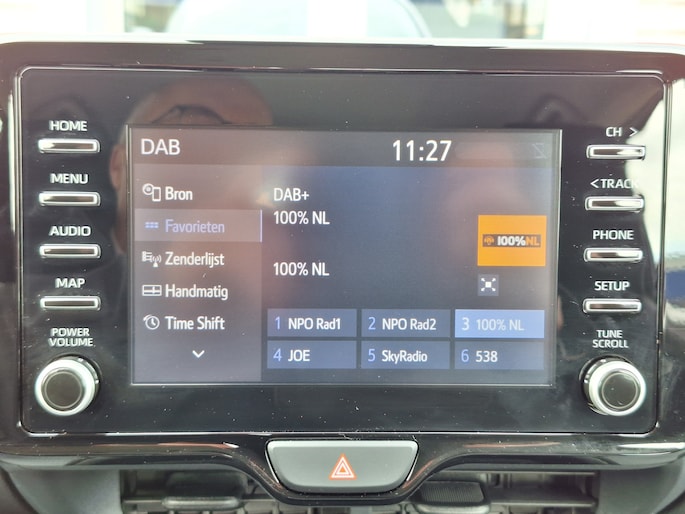 HOME
MENU
AUDIO
MAP
POWER
VOLUME
DAB
11:27
Bron
Favorieten
Zenderlijst
Handmatig
Time Shift
DAB+
100% NL
100% NL
100%NL
1 NPO Rad1
2 NPO Rad2
3 100% NL
4 JOE
5 SkyRadio
6 538
CH >
<TRACK
PHONE
SETUP
TUNE
SCROLL